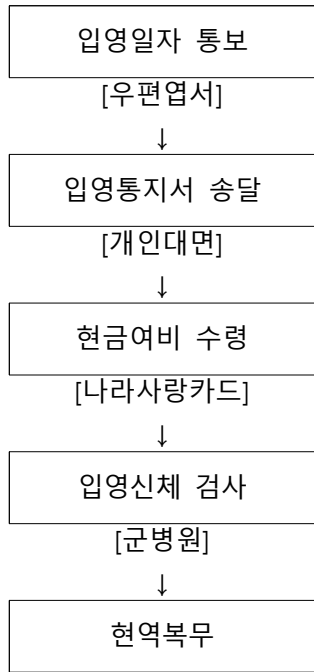 입영일자 통보
[우편엽서]
↓
입영통지서 송달
[개인대면]
↓
현금여비 수령
[나라사랑카드]
↓
입영신체 검사
[군병원]
↓
현역복무